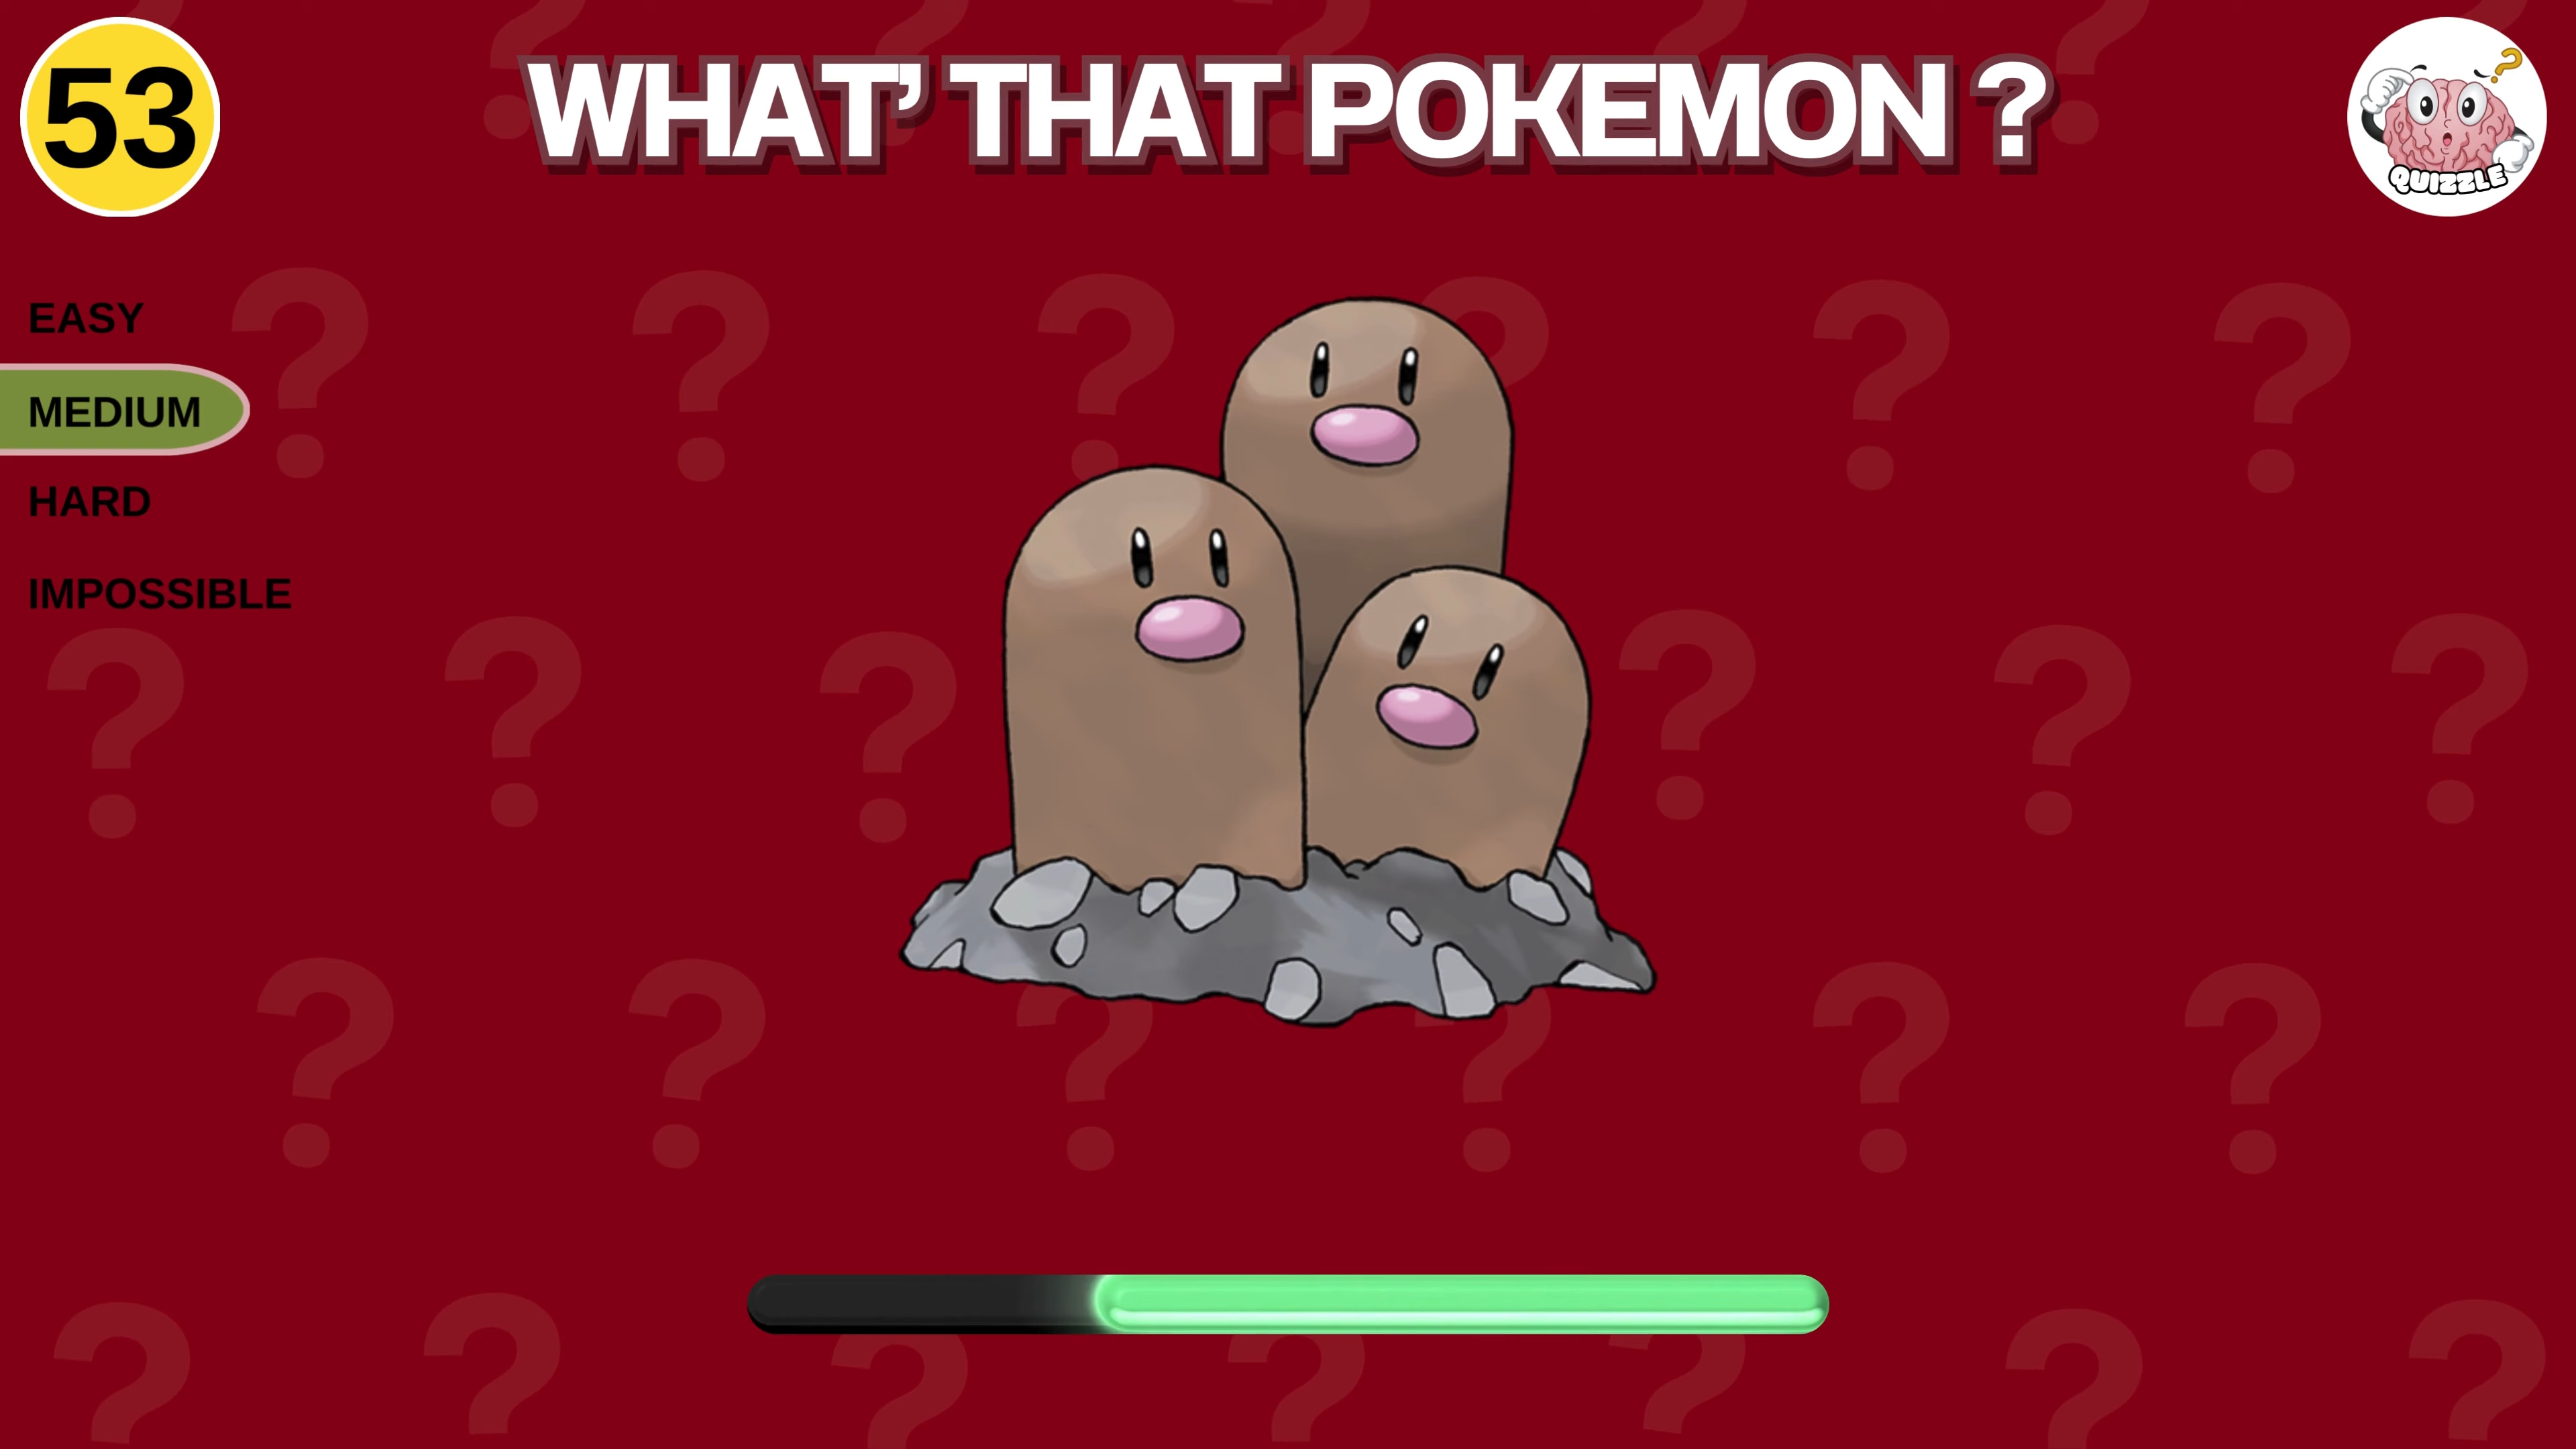 53
WHAT' THAT POKEMON ?
QUIZZLE
EASY
MEDIUM
HARD
IMPOSSIBLE